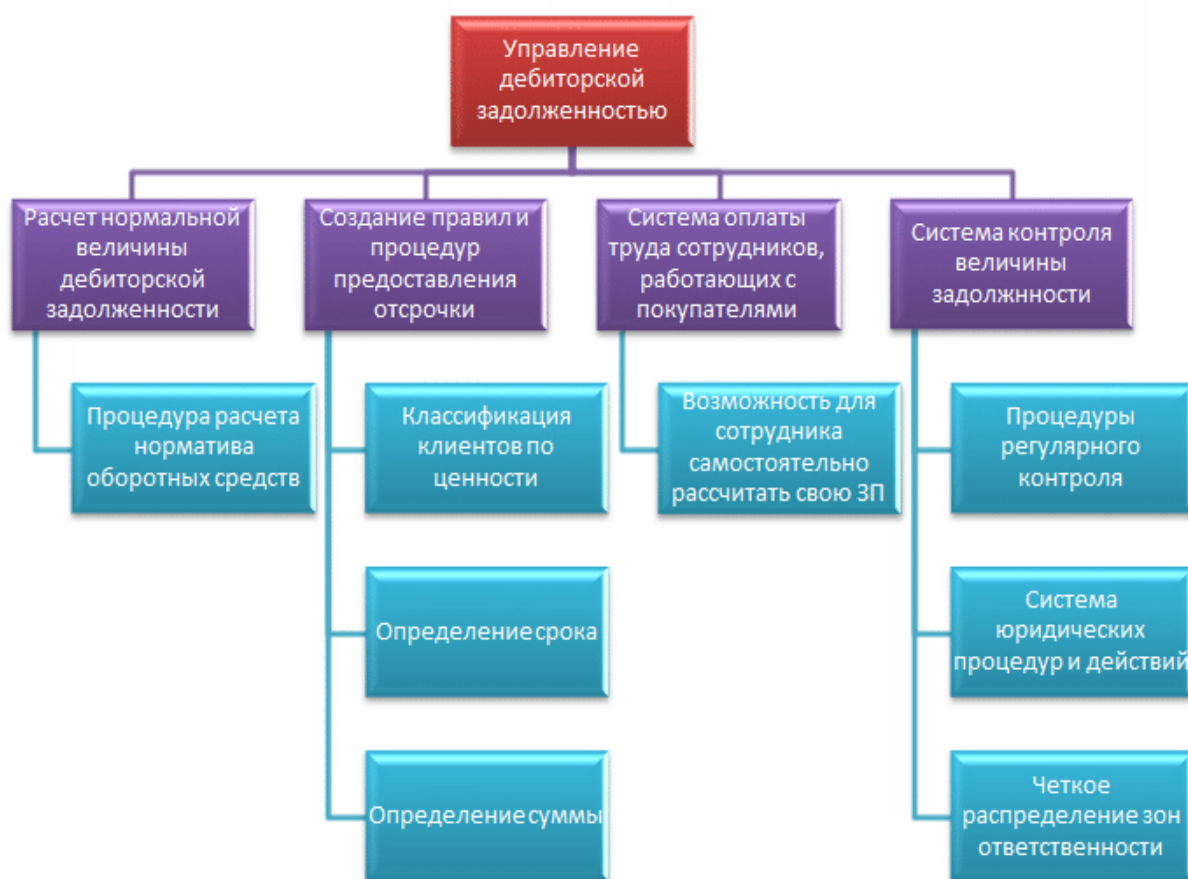 Управление
дебиторской
задолженностью
Расчет нормальной
величины
дебиторской
задолженности
Создание правил и
процедур
предоставления
отсрочки
Система оплаты
труда сотрудников,
работающих с
покупателями
Система контроля
величины
задолжнности
Процедура расчета
норматива
оборотных средств
Классификация
клиентов по
ценности
Возможность для
сотрудника
самостоятельно
рассчитать свою ЗП
Процедуры
регулярного
контроля
Определение срока
Система
юридических
процедур и действий
Определение суммы
Четкое
распределение зон
ответственности